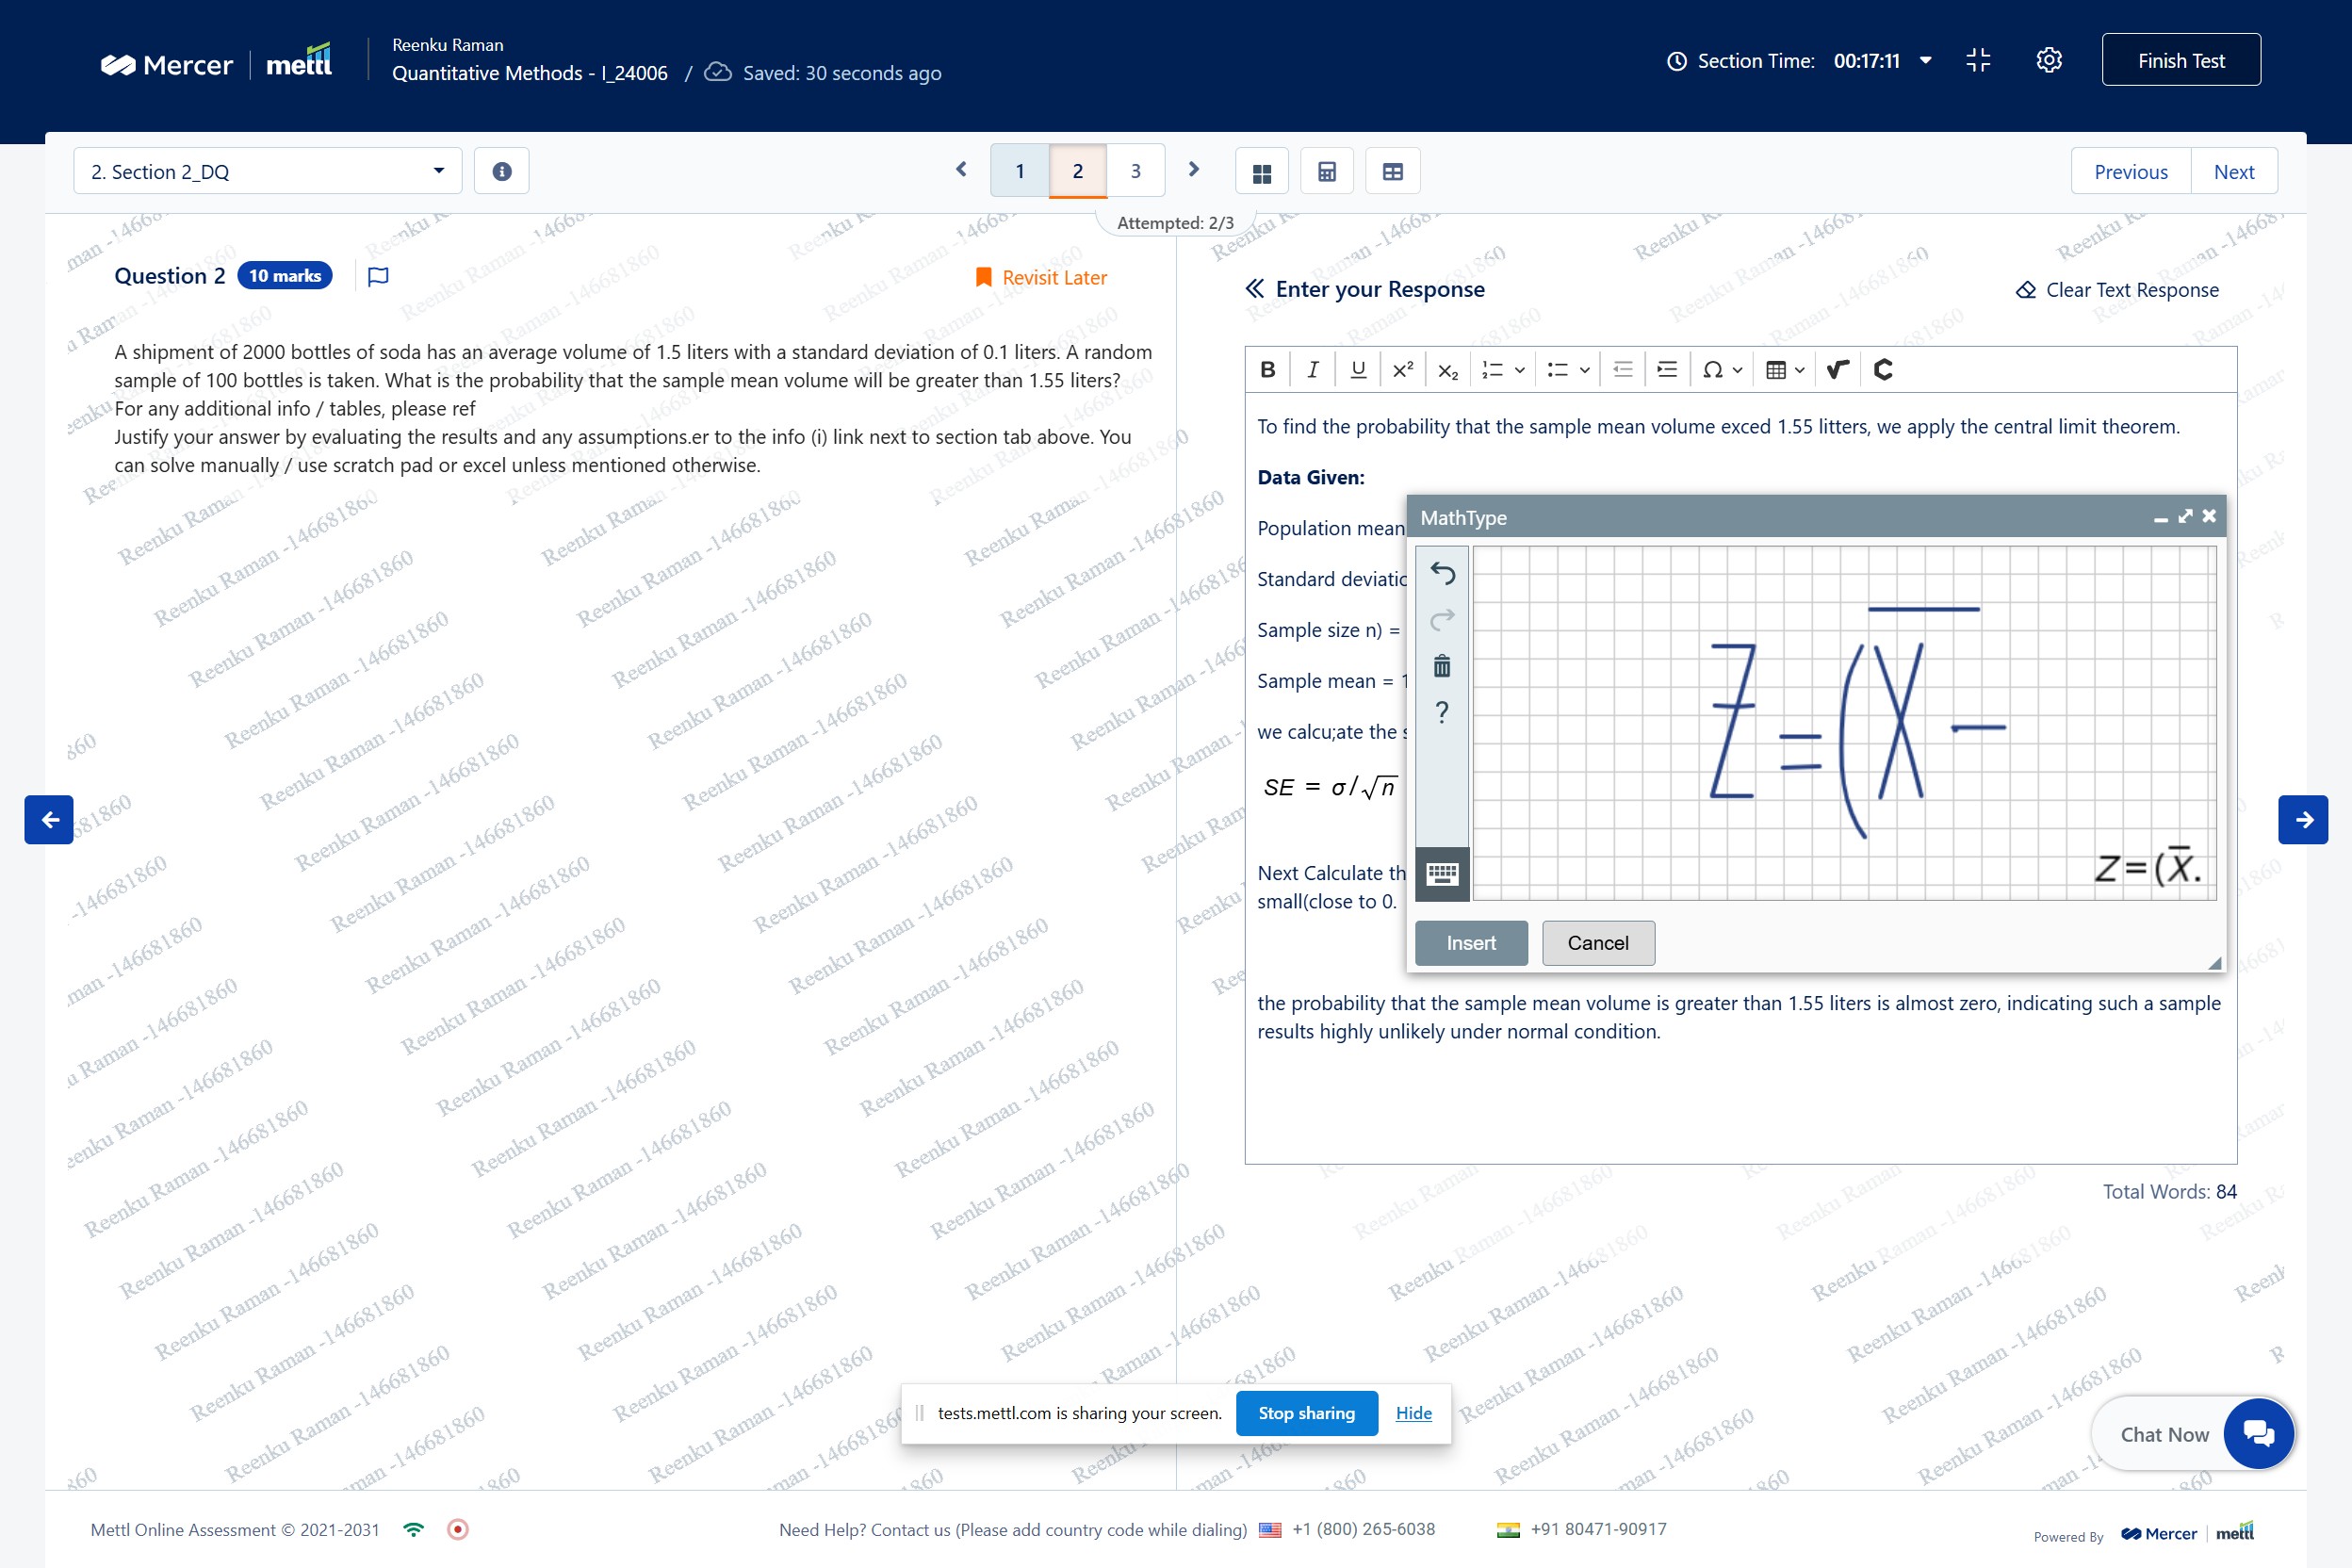 Mercer | mettl
Reenku Raman
Quantitative Methods - I_24006 / Saved: 30 seconds ago
Section Time: 00:17:11
Finish Test
2. Section 2_DQ
1 2 3
Previous Next
Attempted: 2/3
Question 2 10 marks
Revisit Later
A shipment of 2000 bottles of soda has an average volume of 1.5 liters with a standard deviation of 0.1 liters. A random
sample of 100 bottles is taken. What is the probability that the sample mean volume will be greater than 1.55 liters?
For any additional info / tables, please ref
Justify your answer by evaluating the results and any assumptions.er to the info (i) link next to section tab above. You
can solve manually / use scratch pad or excel unless mentioned otherwise.
Enter your Response
Clear Text Response
B I U x² x₂ Ω √ C
To find the probability that the sample mean volume exced 1.55 litters, we apply the central limit theorem.
Data Given:
Population mean
Standard deviatic
Sample size n) =
Sample mean = 1
we calcu;ate the s
SE = σ/√n
Next Calculate th
small(close to 0.
MathType
Z=(X̅ –
?
z=(x̅.
Insert Cancel
the probability that the sample mean volume is greater than 1.55 liters is almost zero, indicating such a sample
results highly unlikely under normal condition.
Total Words: 84
Reenku Raman -146681860
tests.mettl.com is sharing your screen. Stop sharing Hide
Chat Now
Mettl Online Assessment © 2021-2031
Need Help? Contact us (Please add country code while dialing) +1 (800) 265-6038 +91 80471-90917
Powered By Mercer | mettl